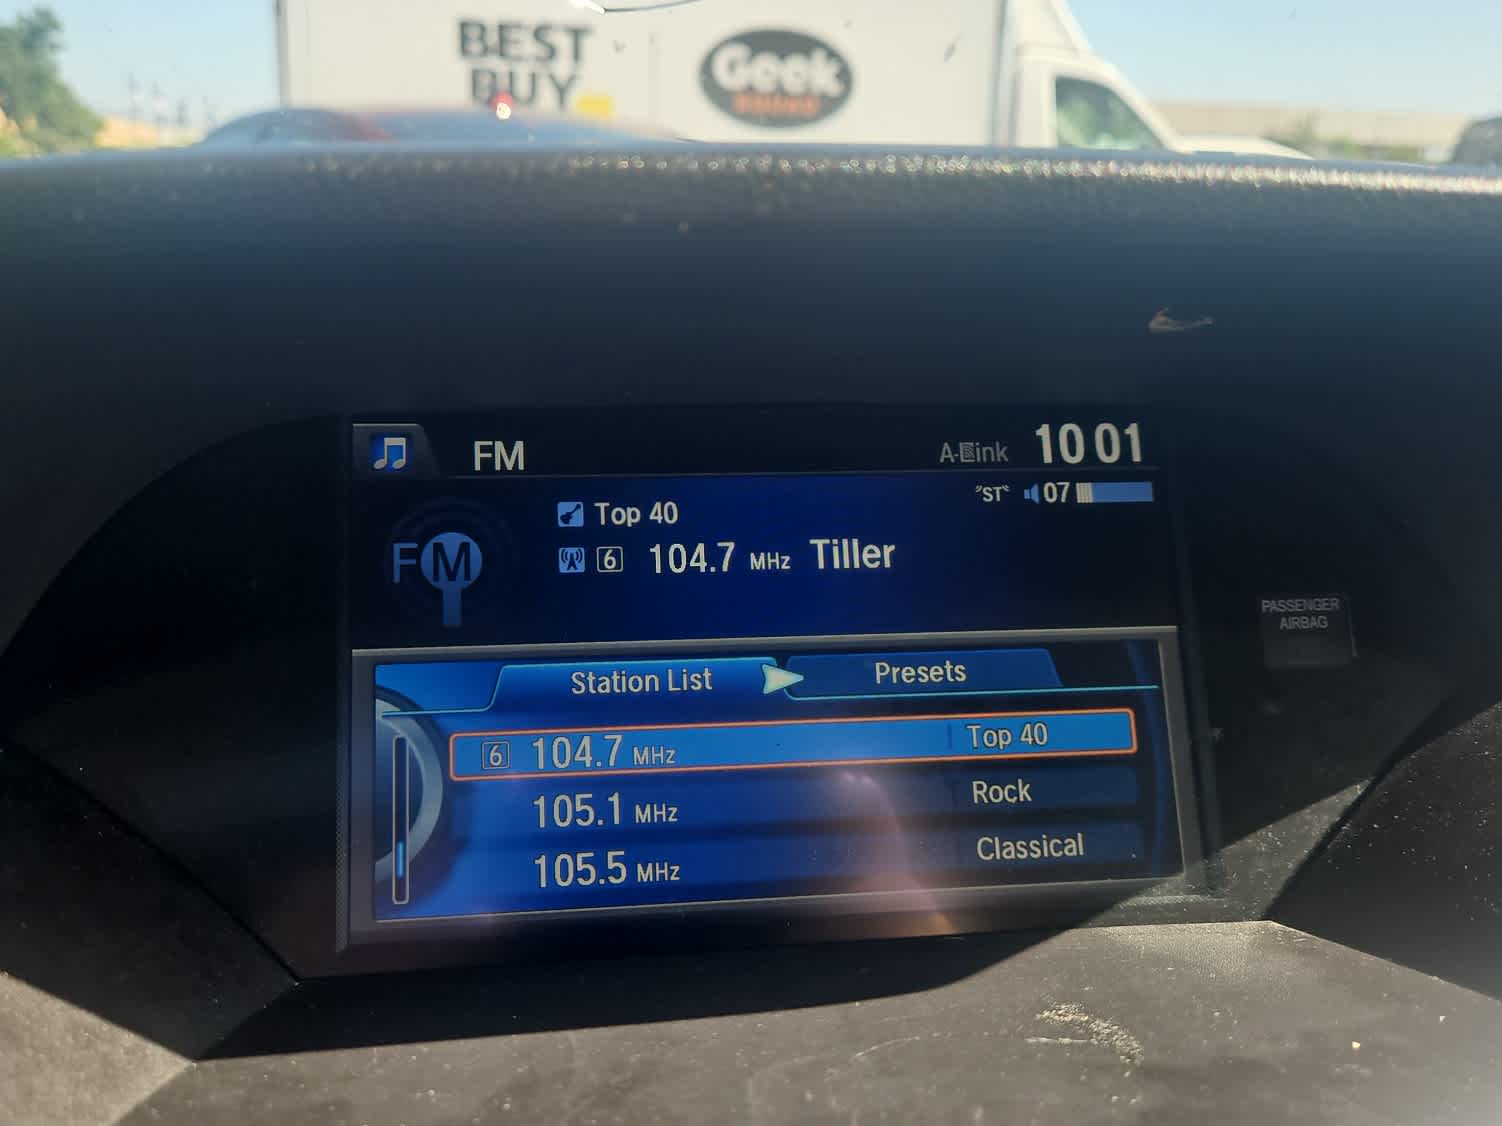 BEST
BUY
Geek
SQUAD
FM
A-Link
10 01
Top 40
"ST"
07
FM
6 104.7 MHz Tiller
PASSENGER
AIRBAG
Station List
Presets
6 104.7 MHz Top 40
105.1 MHz Rock
105.5 MHz Classical